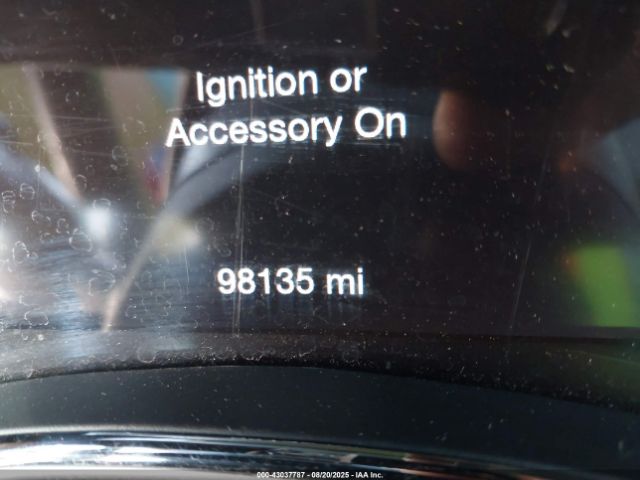 Ignition or
Accessory On
98135 mi
000-43037787 - 08/20/2025 - IAA Inc.